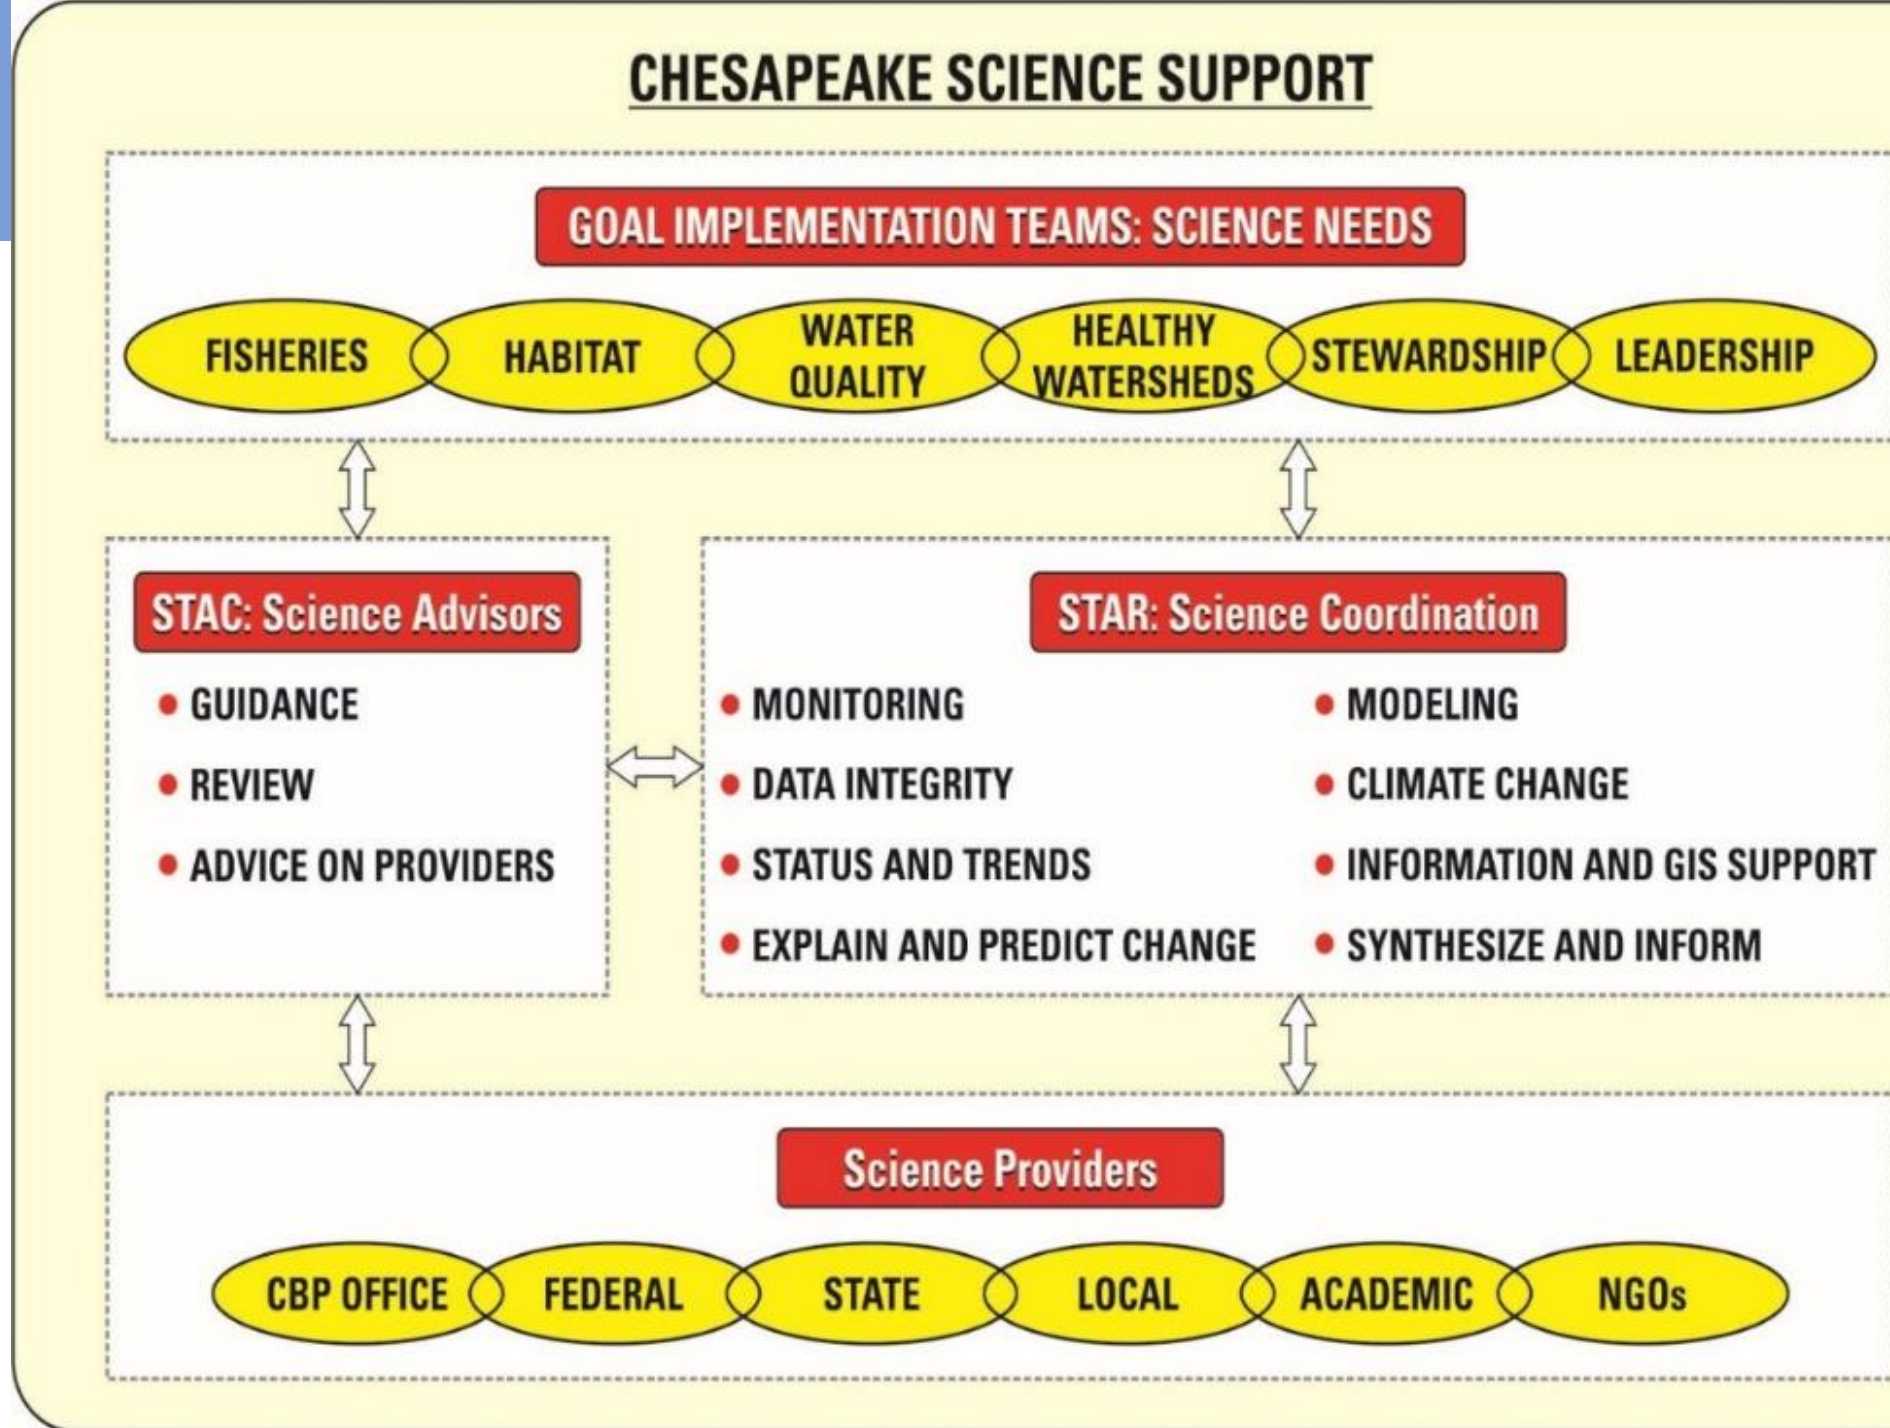 CHESAPEAKE SCIENCE SUPPORT
GOAL IMPLEMENTATION TEAMS: SCIENCE NEEDS
FISHERIES
HABITAT
WATER
QUALITY
HEALTHY
WATERSHEDS
STEWARDSHIP
LEADERSHIP
STAC: Science Advisors
• GUIDANCE
• REVIEW
• ADVICE ON PROVIDERS
STAR: Science Coordination
• MONITORING
• DATA INTEGRITY
• STATUS AND TRENDS
• EXPLAIN AND PREDICT CHANGE
• MODELING
• CLIMATE CHANGE
• INFORMATION AND GIS SUPPORT
• SYNTHESIZE AND INFORM
Science Providers
CBP OFFICE
FEDERAL
STATE
LOCAL
ACADEMIC
NGOs